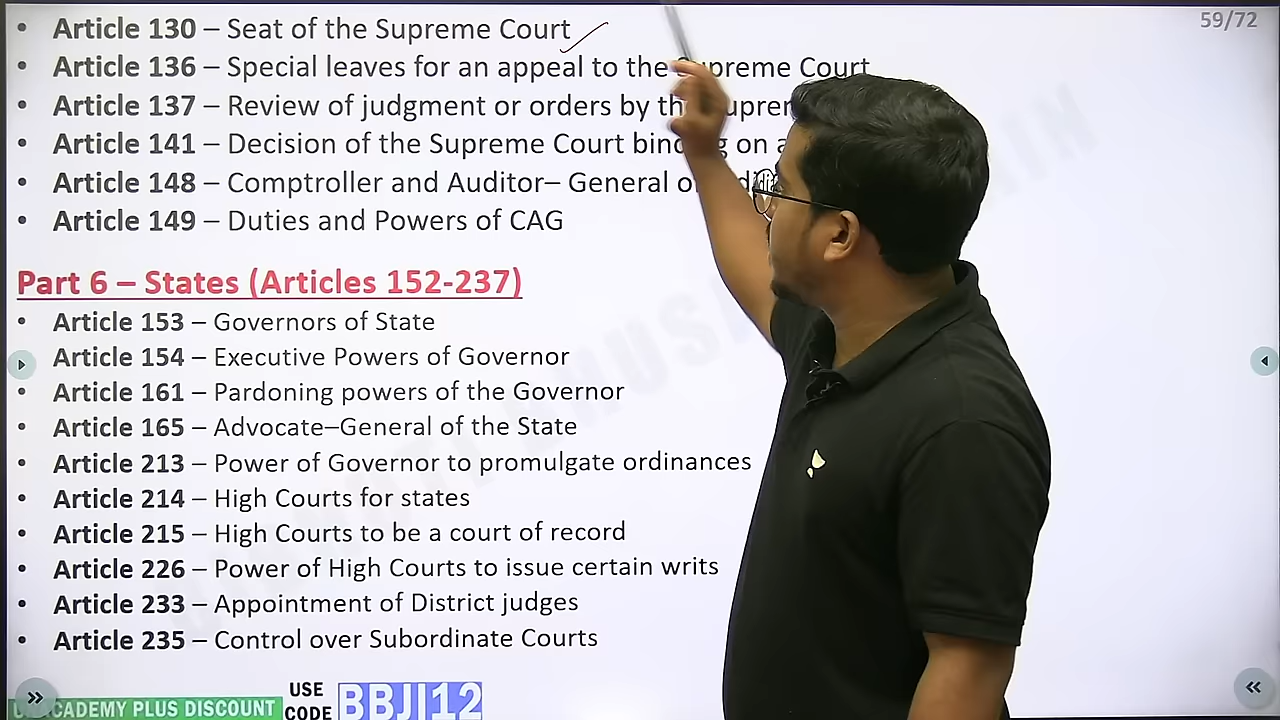 59/72
• Article 130 – Seat of the Supreme Court
• Article 136 – Special leaves for an appeal to the Supreme Court
• Article 137 – Review of judgment or orders by the
• Article 141 – Decision of the Supreme Court binding on
• Article 148 – Comptroller and Auditor– General of
• Article 149 – Duties and Powers of CAG
Part 6 – States (Articles 152-237)
• Article 153 – Governors of State
• Article 154 – Executive Powers of Governor
• Article 161 – Pardoning powers of the Governor
• Article 165 – Advocate–General of the State
• Article 213 – Power of Governor to promulgate ordinances
• Article 214 – High Courts for states
• Article 215 – High Courts to be a court of record
• Article 226 – Power of High Courts to issue certain writs
• Article 233 – Appointment of District judges
• Article 235 – Control over Subordinate Courts
PLUS DISCOUNT
USE CODE BBJI12